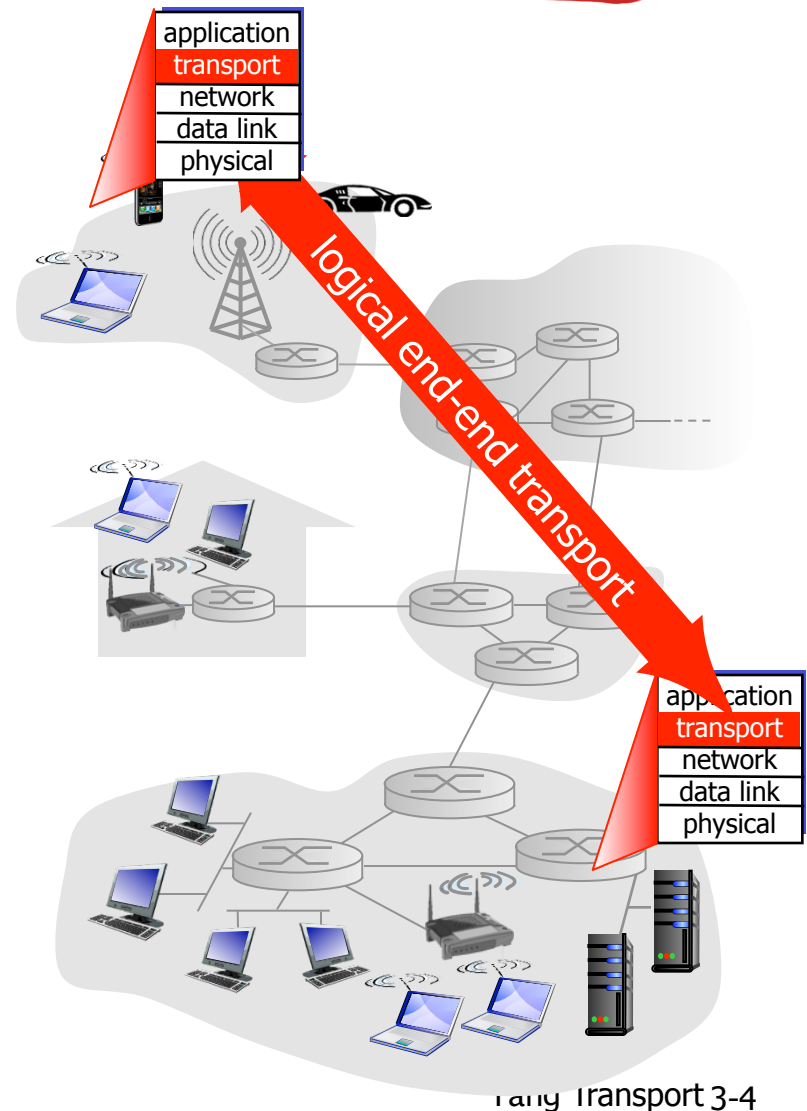 application
transport
network
data link
physical
logical end-end transport
application
transport
network
data link
physical
Transport 3-4